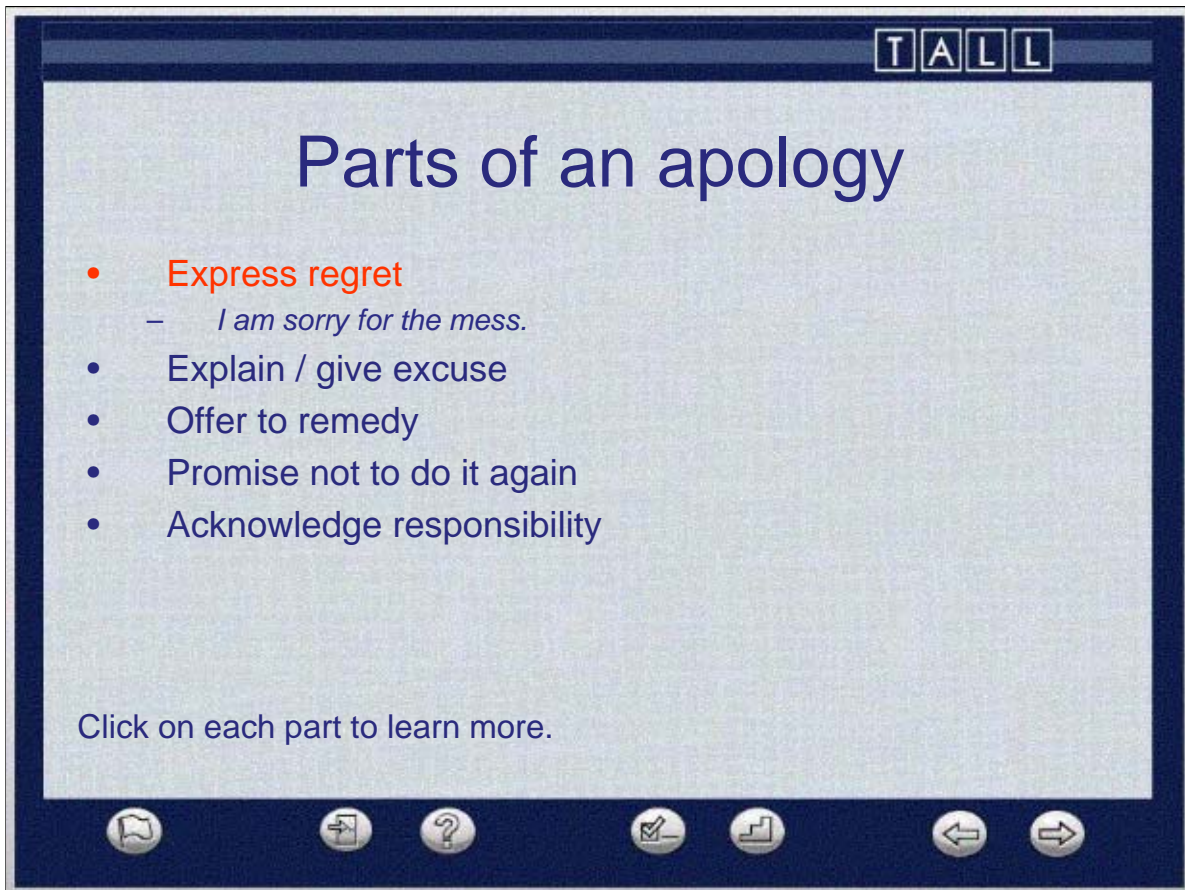 TALL
Parts of an apology
• Express regret
– I am sorry for the mess.
• Explain / give excuse
• Offer to remedy
• Promise not to do it again
• Acknowledge responsibility
Click on each part to learn more.
?